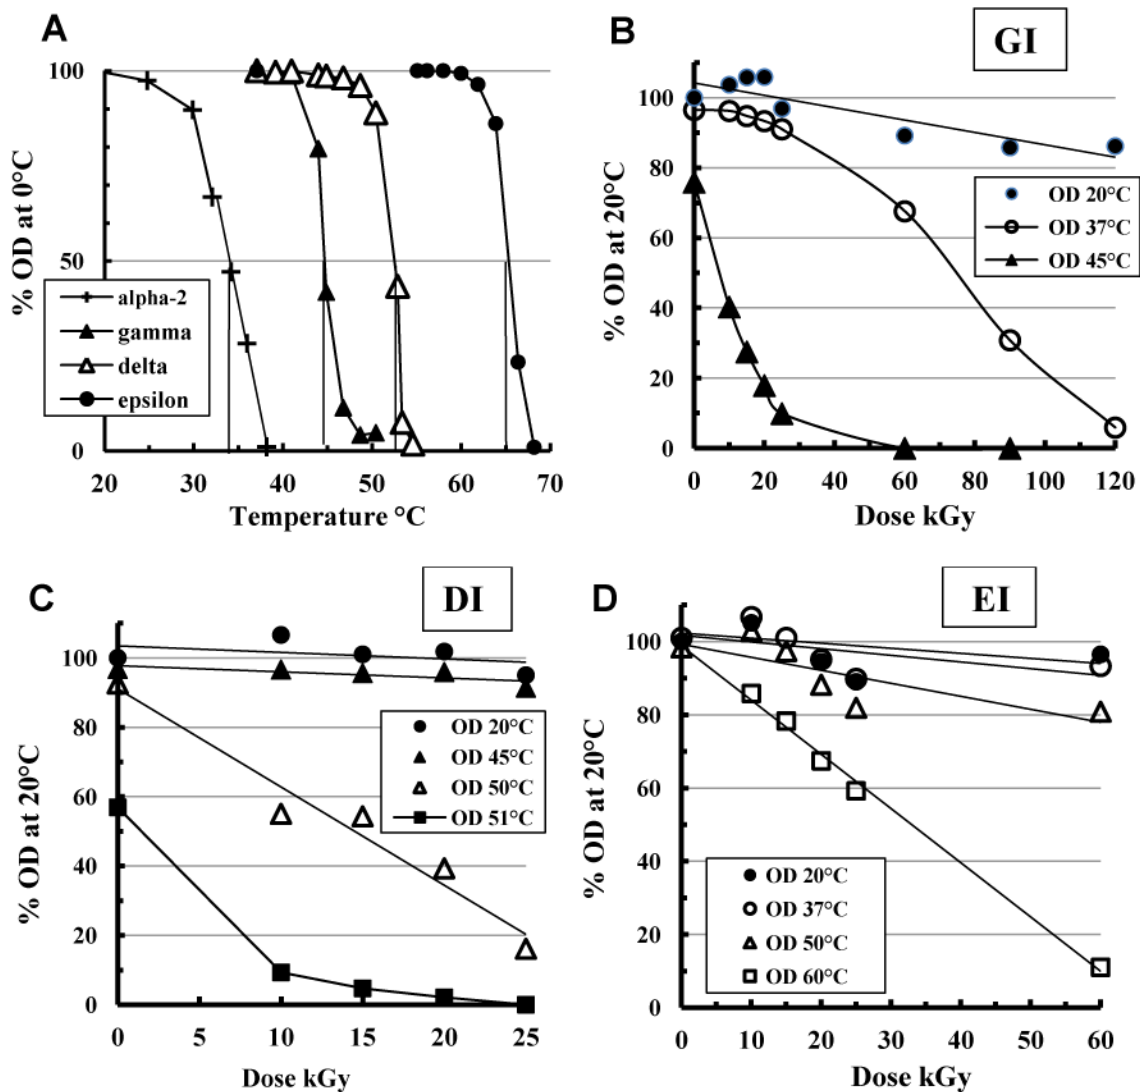 A
% OD at 0°C
100
50
0
alpha-2
gamma
delta
epsilon
20 30 40 50 60 70
Temperature °C
B
GI
% OD at 20°C
100
80
60
40
20
0
OD 20°C
OD 37°C
OD 45°C
0 20 40 60 80 100 120
Dose kGy
C
DI
% OD at 20°C
100
80
60
40
20
0
OD 20°C
OD 45°C
OD 50°C
OD 51°C
0 5 10 15 20 25
Dose kGy
D
EI
% OD at 20°C
100
80
60
40
20
0
OD 20°C
OD 37°C
OD 50°C
OD 60°C
0 10 20 30 40 50 60
Dose kGy